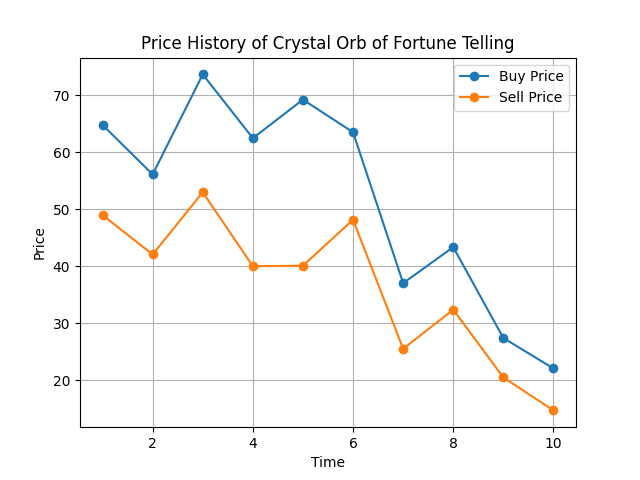 Price History of Crystal Orb of Fortune Telling
Buy Price
Sell Price
70
60
50
40
30
20
Price
2 4 6 8 10
Time